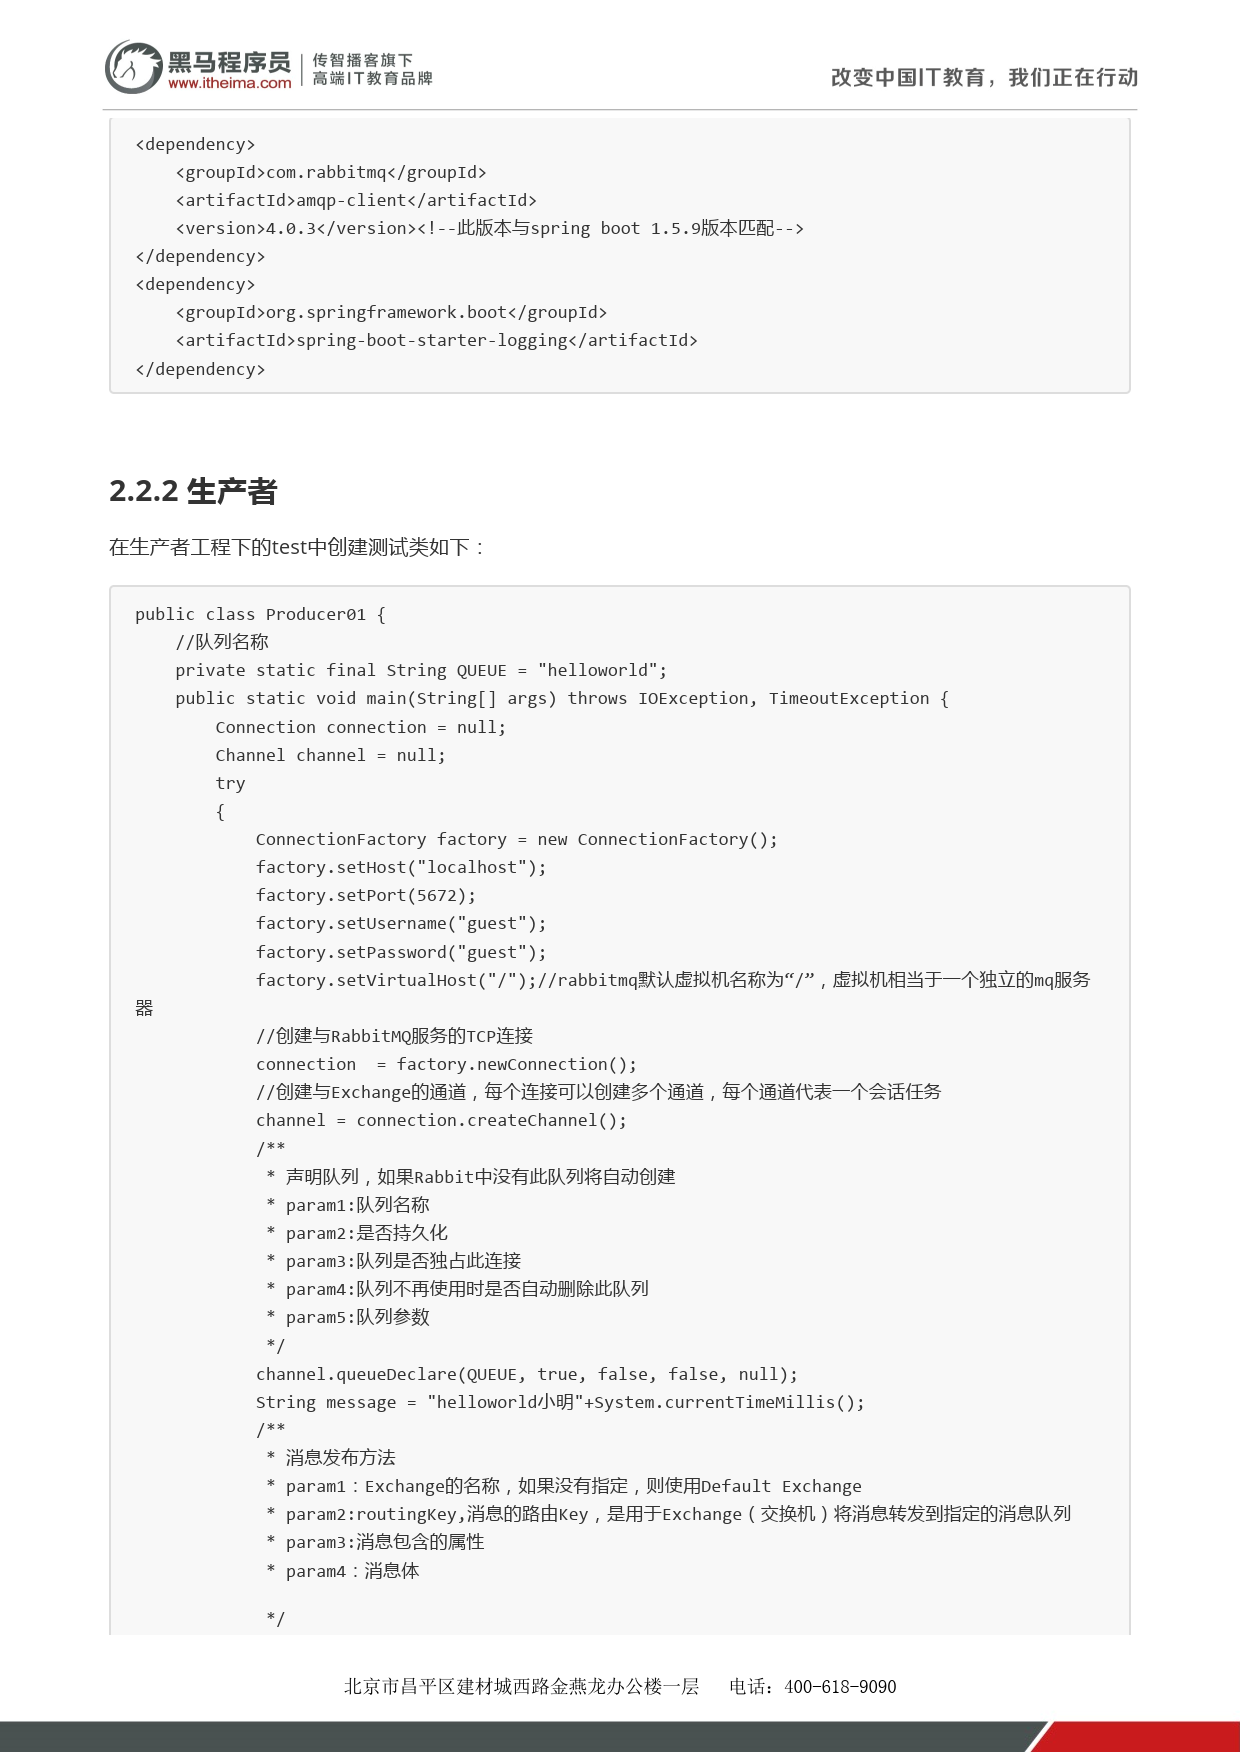 黑马程序员
www.itheima.com
传智播客旗下
高端IT教育品牌
改变中国IT教育，我们正在行动
<dependency>
    <groupId>com.rabbitmq</groupId>
    <artifactId>amqp-client</artifactId>
    <version>4.0.3</version><!--此版本与spring boot 1.5.9版本匹配-->
</dependency>
<dependency>
    <groupId>org.springframework.boot</groupId>
    <artifactId>spring-boot-starter-logging</artifactId>
</dependency>
2.2.2 生产者
在生产者工程下的test中创建测试类如下：
public class Producer01 {
    //队列名称
    private static final String QUEUE = "helloworld";
    public static void main(String[] args) throws IOException, TimeoutException {
        Connection connection = null;
        Channel channel = null;
        try
        {
            ConnectionFactory factory = new ConnectionFactory();
            factory.setHost("localhost");
            factory.setPort(5672);
            factory.setUsername("guest");
            factory.setPassword("guest");
            factory.setVirtualHost("/");//rabbitmq默认虚拟机名称为“/”，虚拟机相当于一个独立的mq服务
器
            //创建与RabbitMQ服务的TCP连接
            connection  = factory.newConnection();
            //创建与Exchange的通道，每个连接可以创建多个通道，每个通道代表一个会话任务
            channel = connection.createChannel();
            /**
             * 声明队列，如果Rabbit中没有此队列将自动创建
             * param1:队列名称
             * param2:是否持久化
             * param3:队列是否独占此连接
             * param4:队列不再使用时是否自动删除此队列
             * param5:队列参数
             */
            channel.queueDeclare(QUEUE, true, false, false, null);
            String message = "helloworld小明"+System.currentTimeMillis();
            /**
             * 消息发布方法
             * param1：Exchange的名称，如果没有指定，则使用Default Exchange
             * param2:routingKey,消息的路由Key，是用于Exchange（交换机）将消息转发到指定的消息队列
             * param3:消息包含的属性
             * param4：消息体
             */
北京市昌平区建材城西路金燕龙办公楼一层   电话：400-618-9090